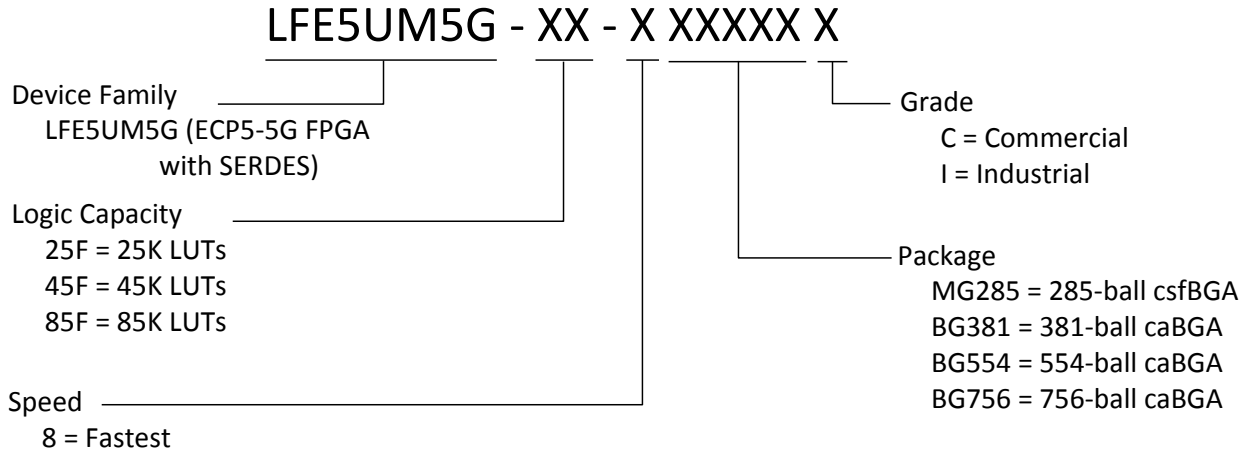 LFE5UM5G - XX - X XXXXX X
Device Family
LFE5UM5G (ECP5-5G FPGA
with SERDES)
Logic Capacity
25F = 25K LUTs
45F = 45K LUTs
85F = 85K LUTs
Speed
8 = Fastest
Grade
C = Commercial
I = Industrial
Package
MG285 = 285-ball csfBGA
BG381 = 381-ball caBGA
BG554 = 554-ball caBGA
BG756 = 756-ball caBGA